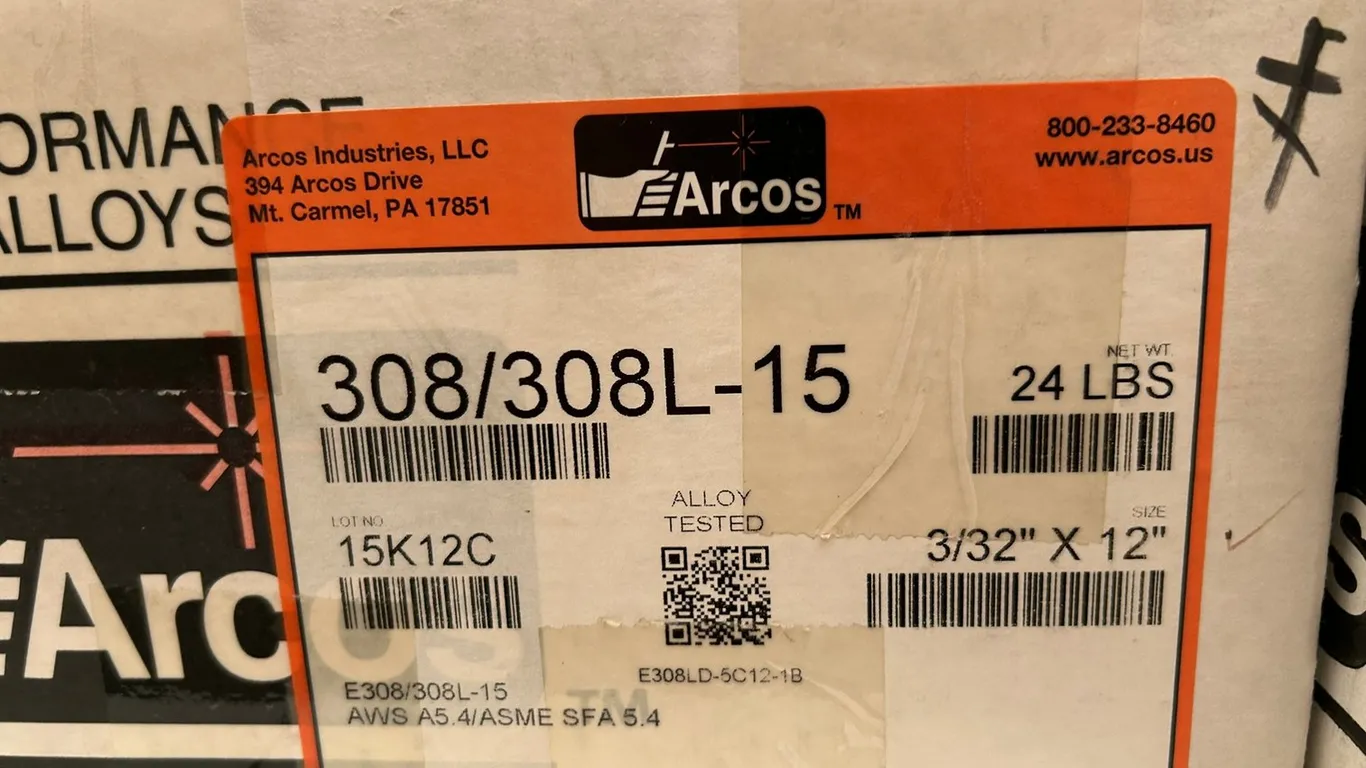 ORMANCE
ALLOYS
Arcos Industries, LLC
394 Arcos Drive
Mt. Carmel, PA 17851
Arcos TM
800-233-8460
www.arcos.us
308/308L-15
NET WT.
24 LBS
LOT NO.
15K12C
ALLOY
TESTED
SIZE
3/32" X 12"
E308LD-5C12-1B
E308/308L-15
AWS A5.4/ASME SFA 5.4
Arcos TM